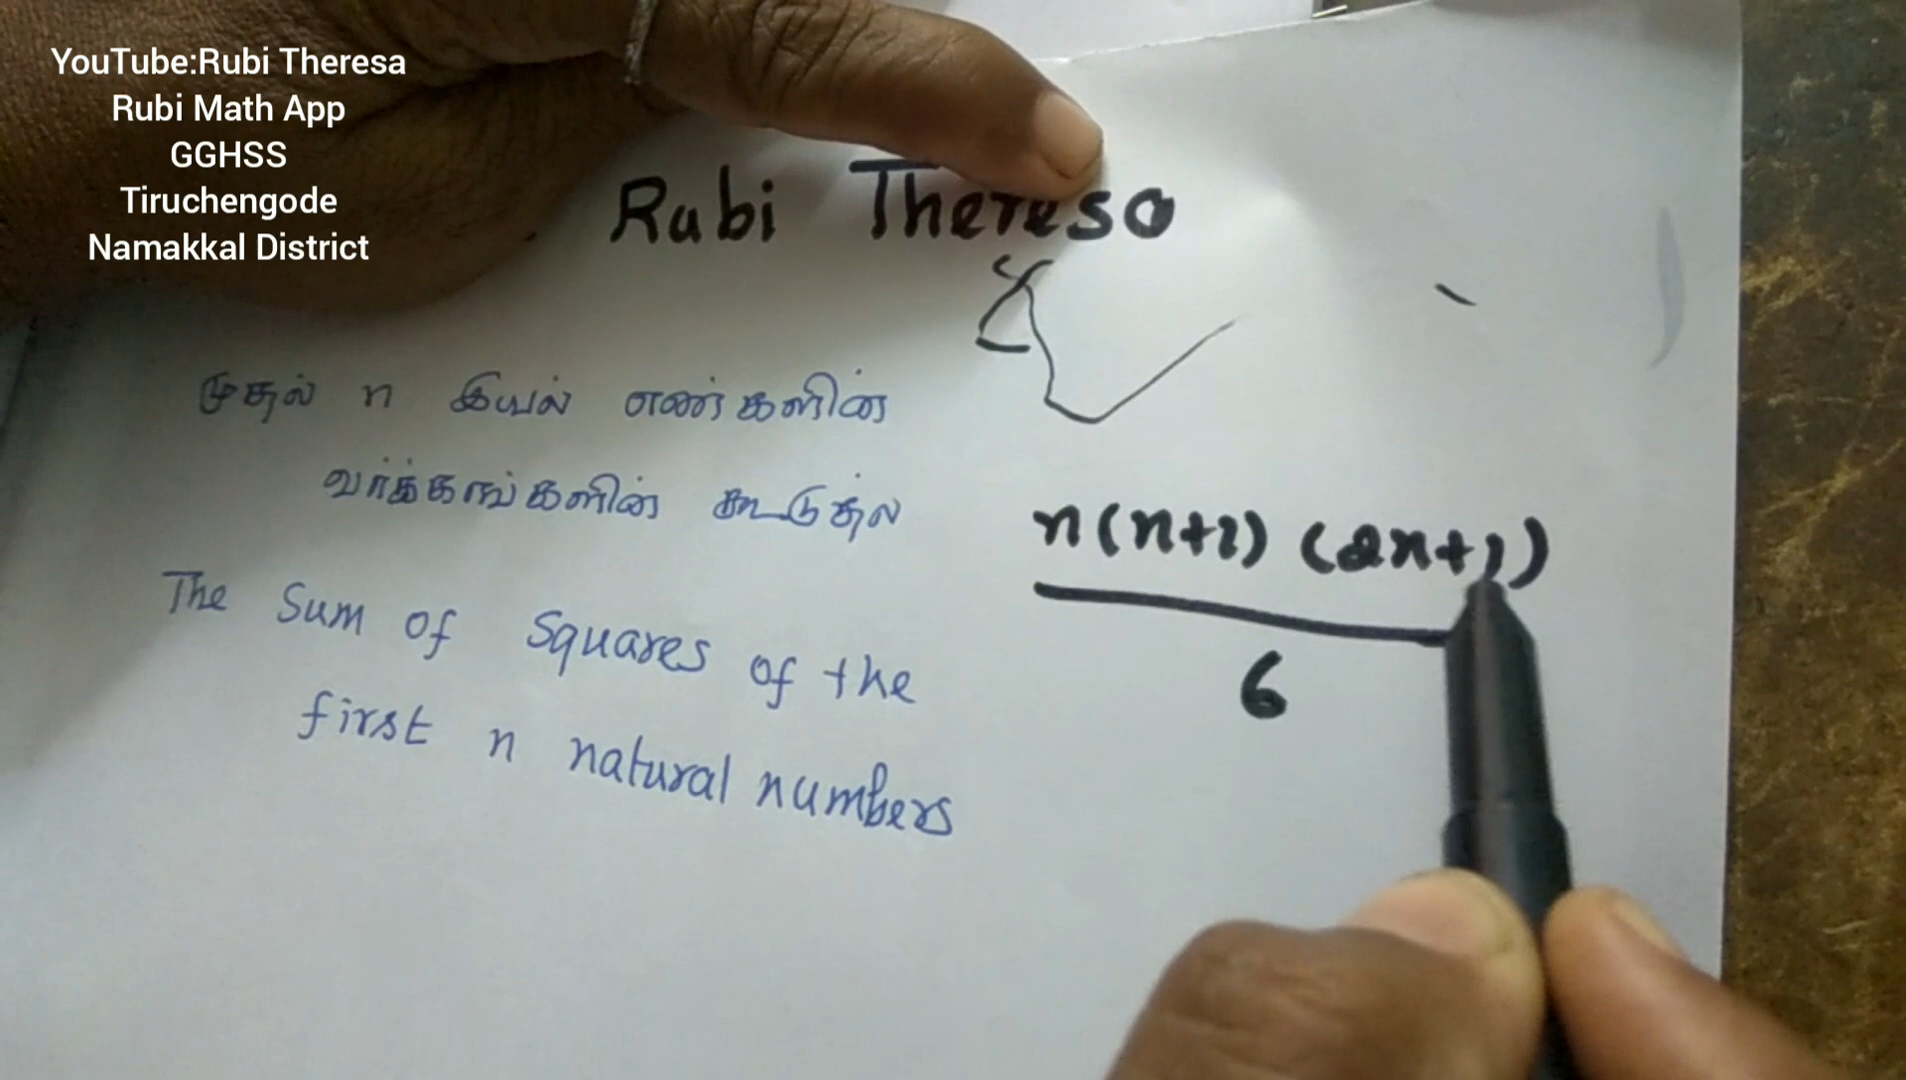 YouTube:Rubi Theresa
Rubi Math App
GGHSS
Tiruchengode
Namakkal District
Rubi Theresa
முதல் n இயல் எண்களின்
வர்க்கங்களின் கூடுதல
The Sum of Squares of the
first n natural numbers
n(n+1) (2n+1)
6